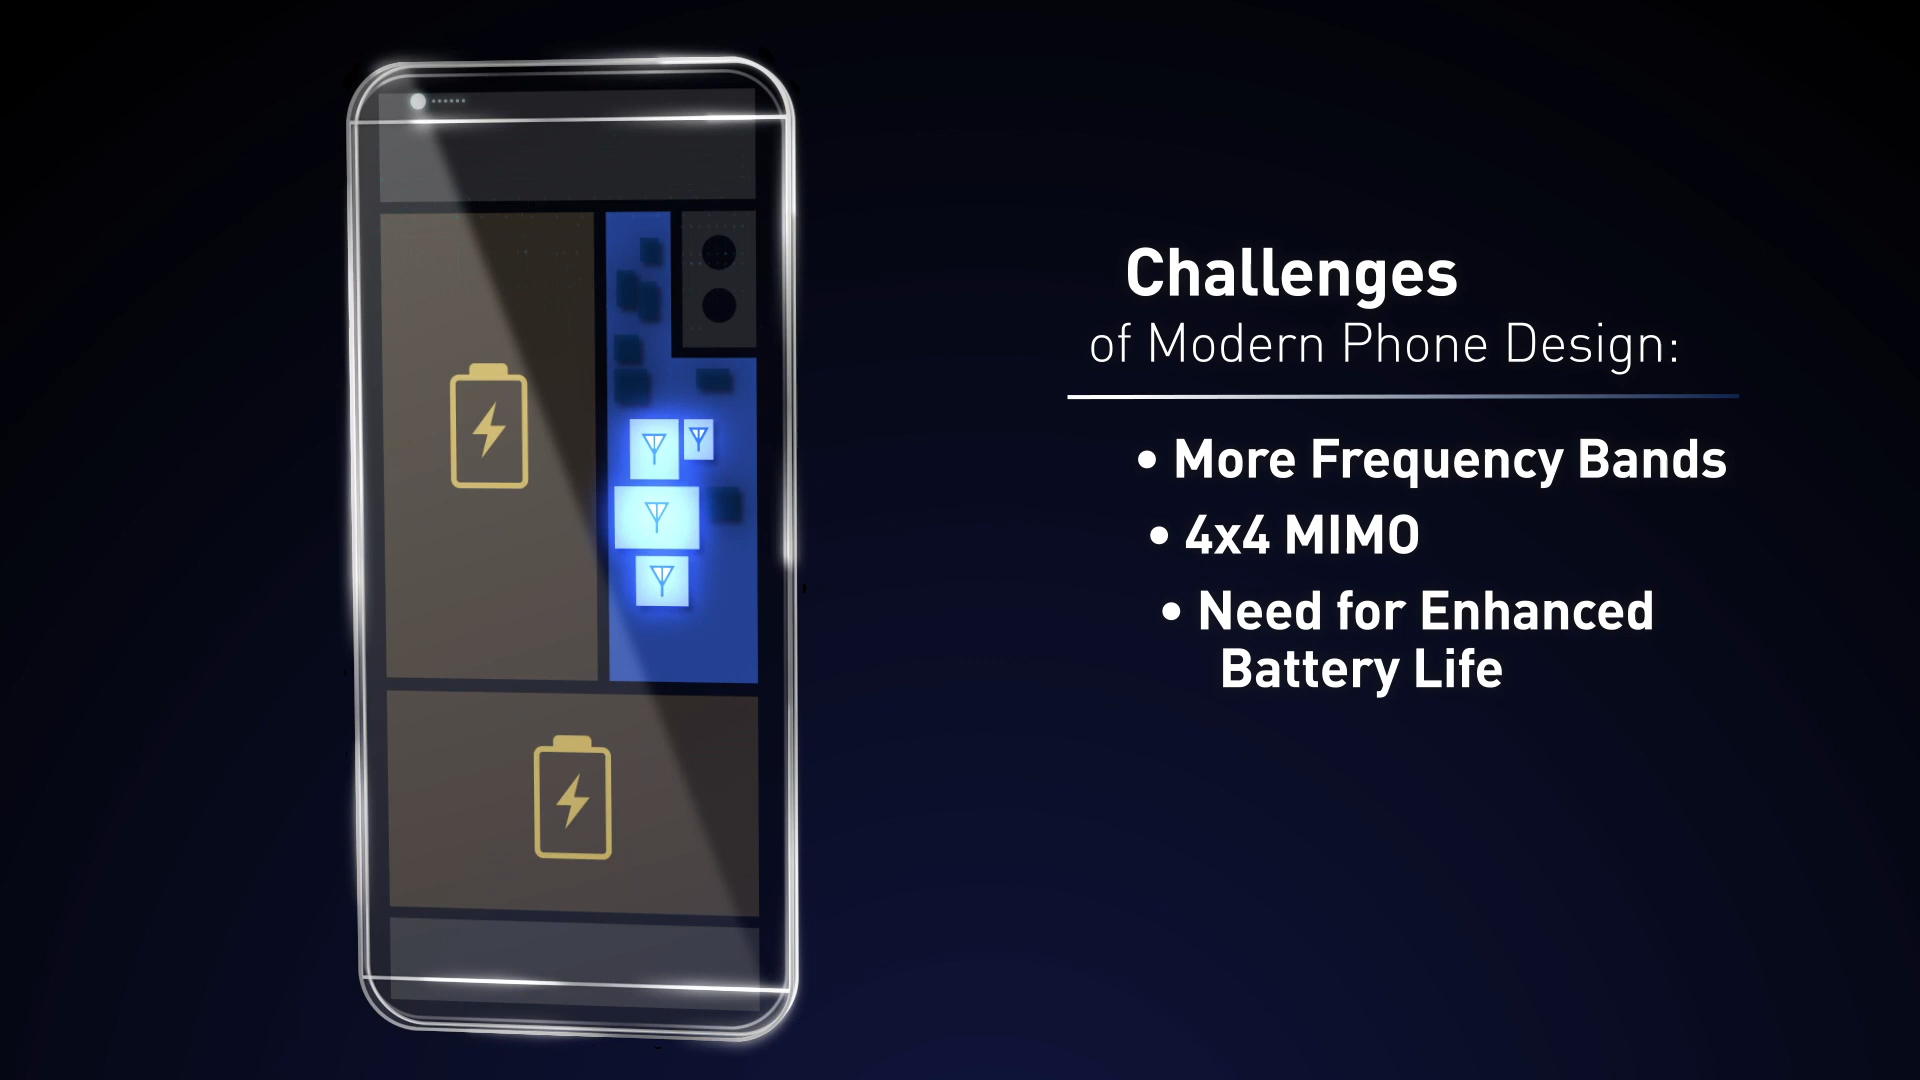 Challenges
of Modern Phone Design:
• More Frequency Bands
• 4x4 MIMO
• Need for Enhanced
Battery Life